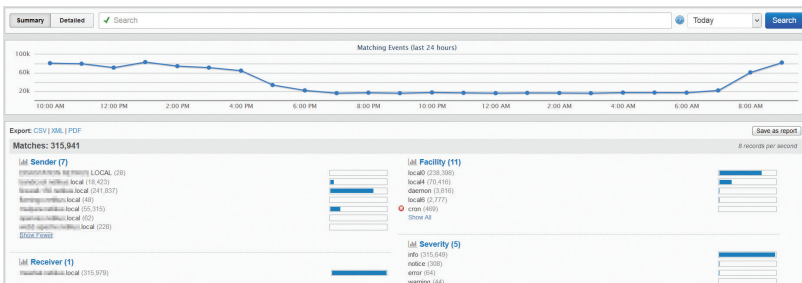 Summary Detailed Search Today Search
Matching Events (last 24 hours)
100k
60k
20k
10:00 AM 12:00 PM 2:00 PM 4:00 PM 6:00 PM 8:00 PM 10:00 PM 12:00 AM 2:00 AM 4:00 AM 6:00 AM 8:00 AM
Export: CSV | XML | PDF Save as report
Matches: 315,941 8 records per second
Sender (7)
.LOCAL (28)
.local (18,423)
.local (241,837)
.local (48)
.local (55,315)
.local (62)
.local (228)
Show Fewer
Receiver (1)
.local (315,979)
Facility (11)
local0 (238,398)
local4 (70,416)
daemon (3,616)
local6 (2,777)
cron (469)
Show All
Severity (5)
info (315,649)
notice (308)
error (64)
warning (44)